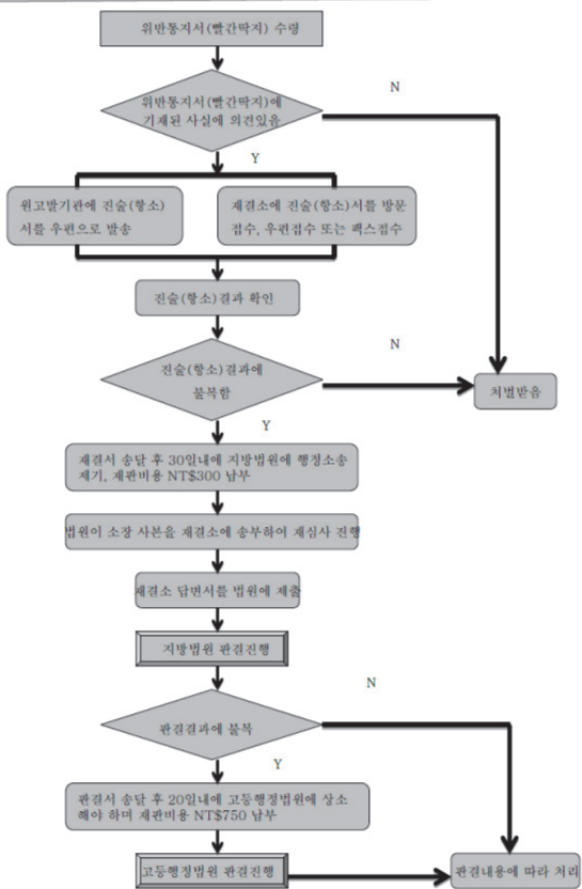 위반통지서(빨간딱지) 수령
N
위반통지서(빨간딱지)에
기재된 사실에 의견있음
Y
원고발기관에 진술(항소)
서를 우편으로 발송
재결소에 진술(항소)서를 방문
접수, 우편접수 또는 팩스접수
진술(항소)결과 확인
N
진술(항소)결과에
불복함
처벌받음
Y
재결서 송달 후 30일내에 지방법원에 행정소송
제기, 재판비용 NT$300 납부
법원이 소장 사본을 재결소에 송부하여 재심사 진행
재결소 답면서를 법원에 제출
지방법원 판결진행
N
판결결과에 불복
Y
판결서 송달 후 20일내에 고등행정법원에 상소
해야 하며 재판비용 NT$750 납부
고등행정법원 판결진행
판결내용에 따라 처리